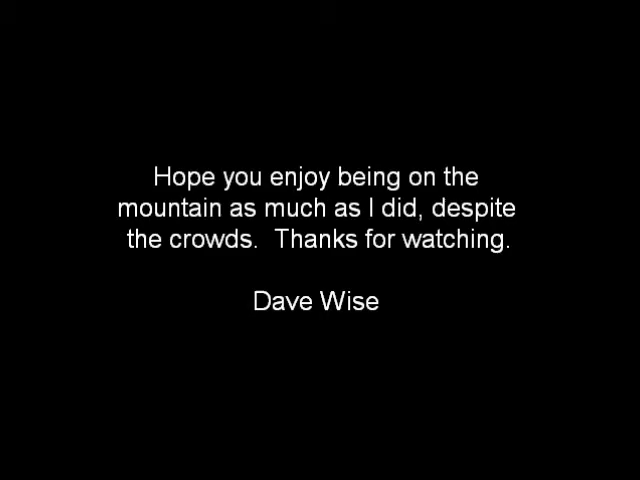 Hope you enjoy being on the
mountain as much as I did, despite
the crowds.  Thanks for watching.
Dave Wise